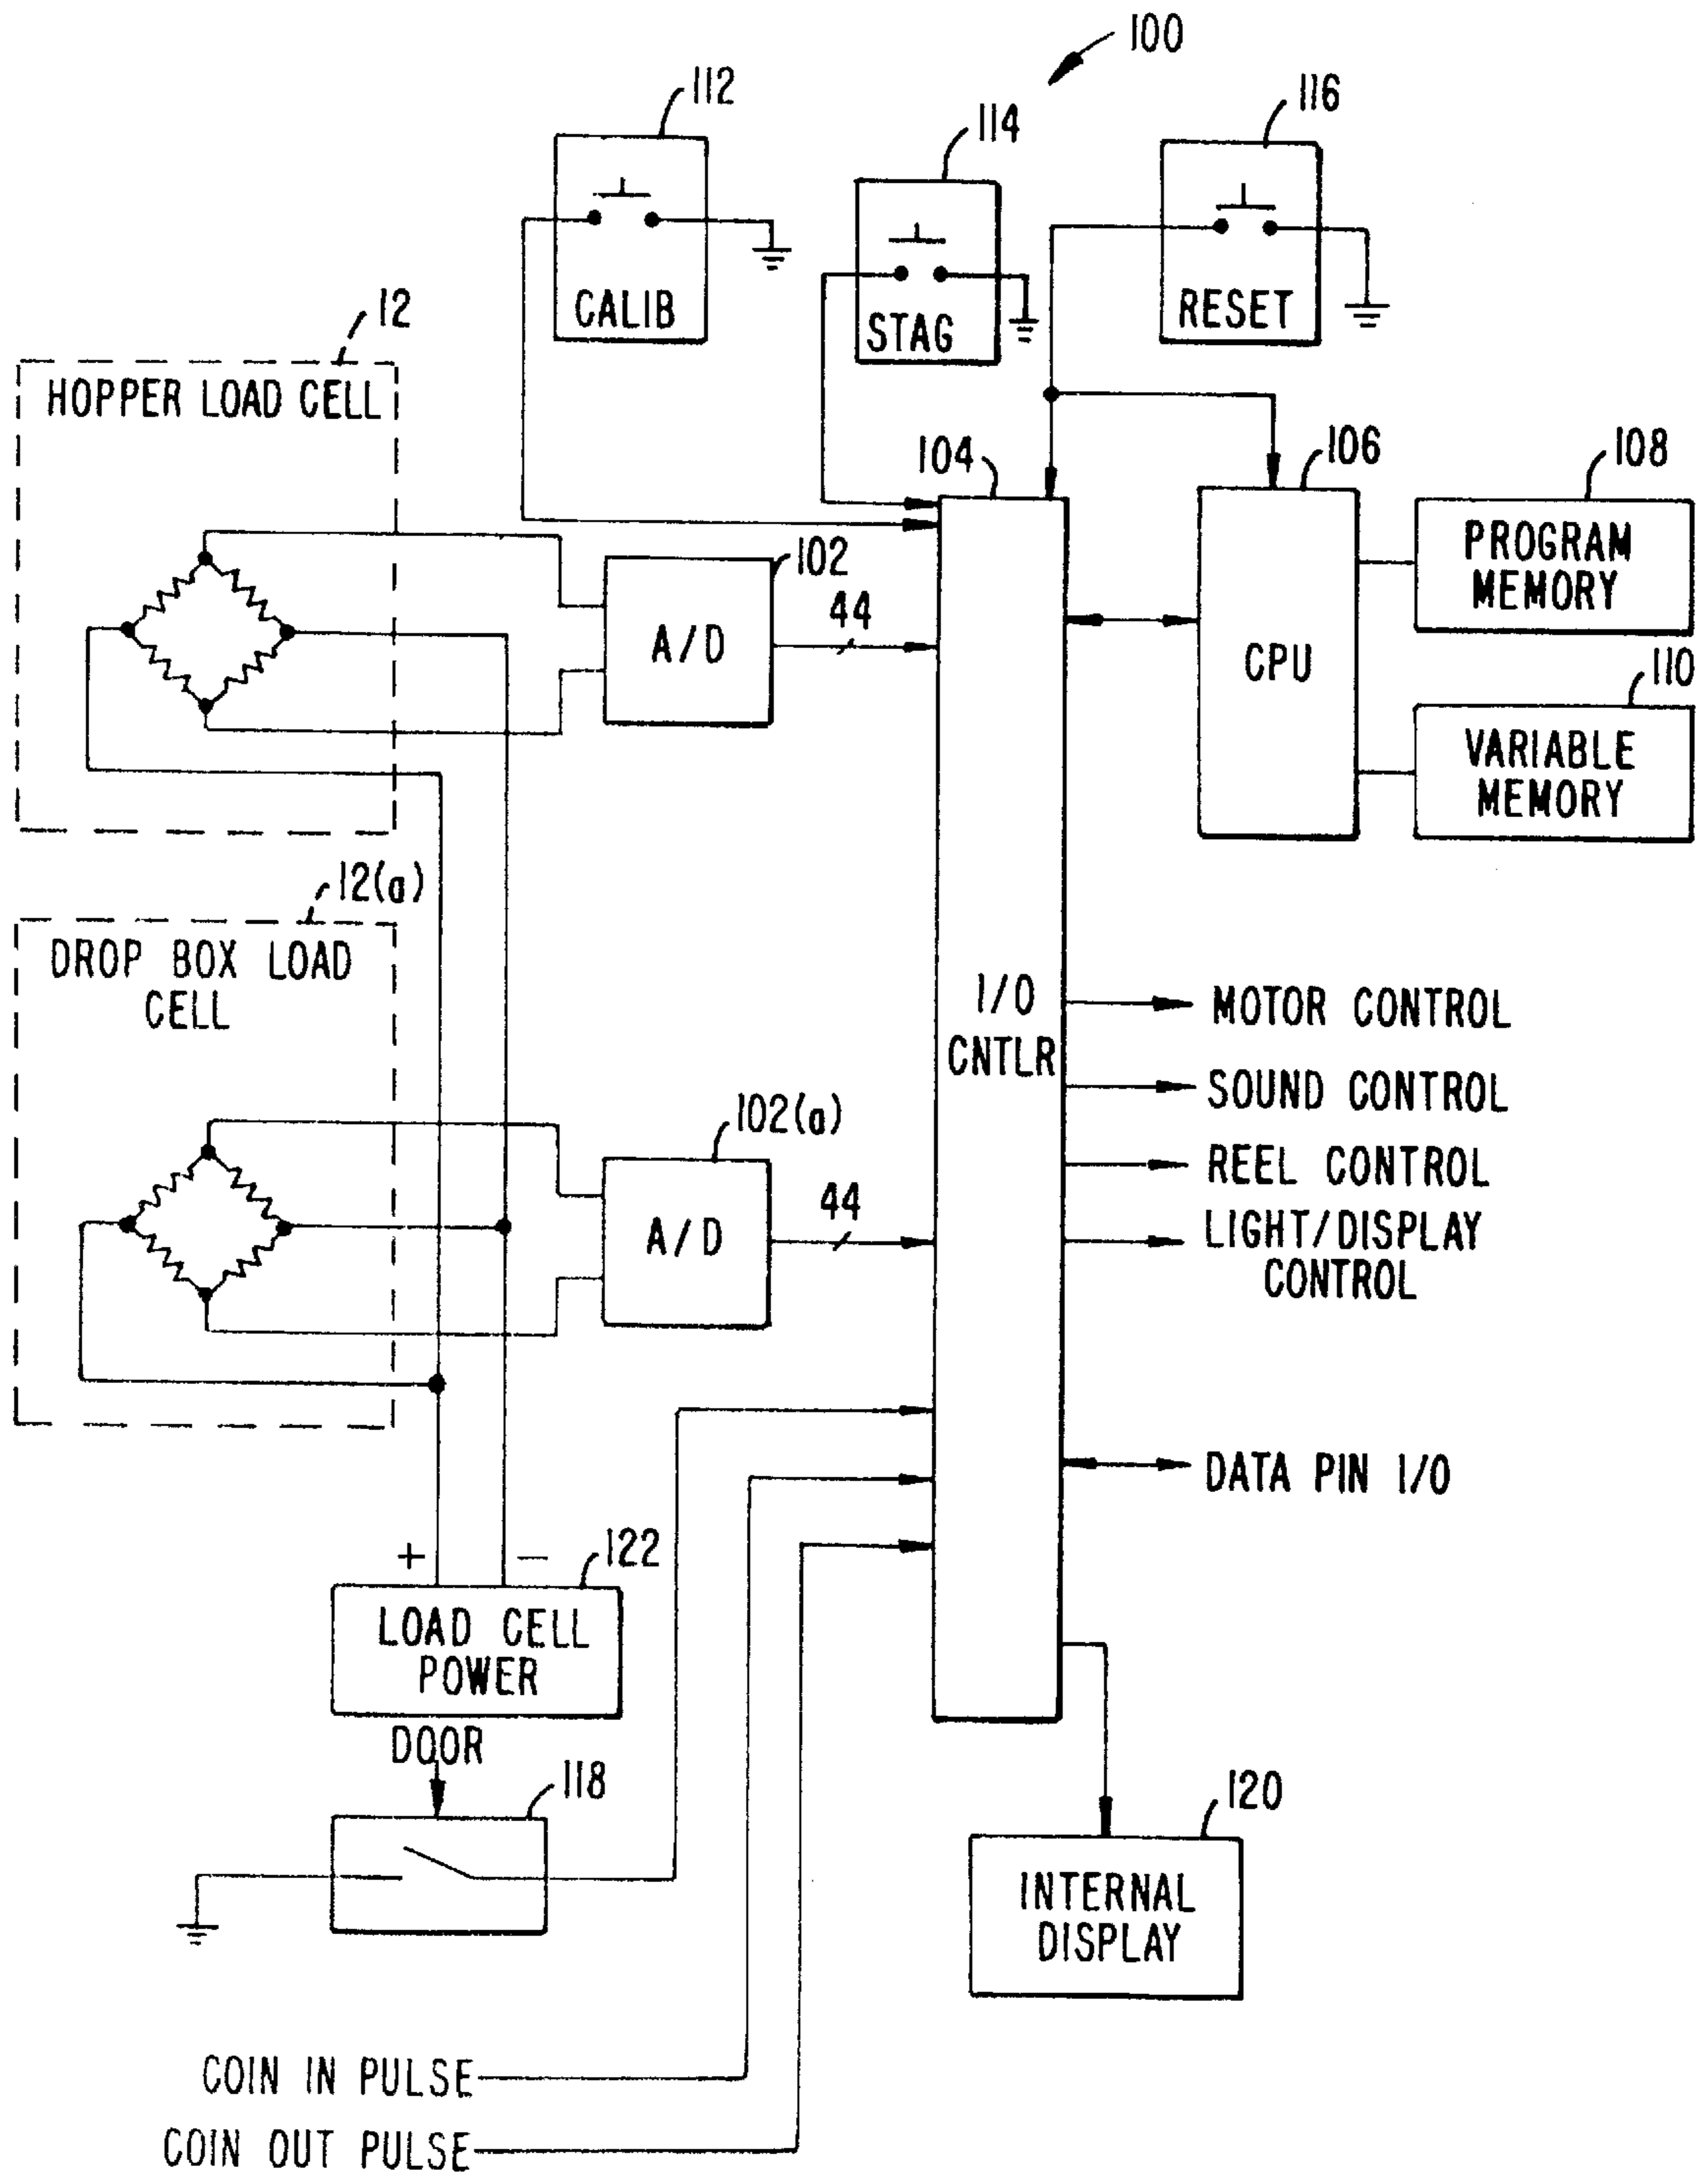 100
112
114
116
CALIB
STAG
RESET
12
HOPPER LOAD CELL
104
106
108
PROGRAM
MEMORY
102
44
A/D
CPU
110
VARIABLE
MEMORY
12(a)
DROP BOX LOAD
CELL
I/O
CNTLR
MOTOR CONTROL
SOUND CONTROL
102(a)
REEL CONTROL
44
A/D
LIGHT/DISPLAY
CONTROL
DATA PIN I/O
+
—
122
LOAD CELL
POWER
DOOR
118
120
INTERNAL
DISPLAY
COIN IN PULSE
COIN OUT PULSE